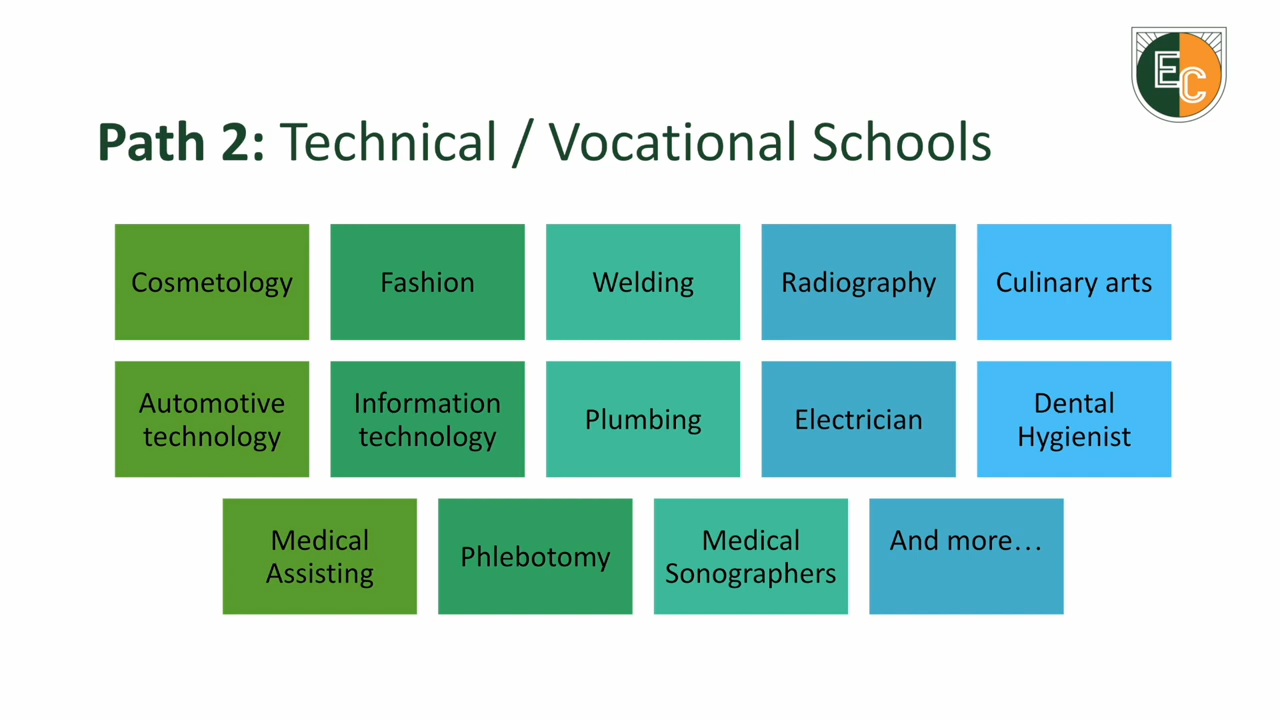 EC
Path 2: Technical / Vocational Schools
Cosmetology
Fashion
Welding
Radiography
Culinary arts
Automotive
technology
Information
technology
Plumbing
Electrician
Dental
Hygienist
Medical
Assisting
Phlebotomy
Medical
Sonographers
And more…